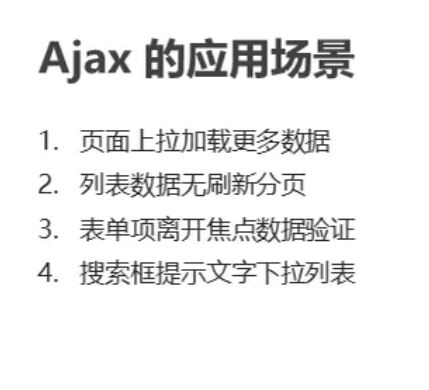 Ajax 的应用场景
1. 页面上拉加载更多数据
2. 列表数据无刷新分页
3. 表单项离开焦点数据验证
4. 搜索框提示文字下拉列表